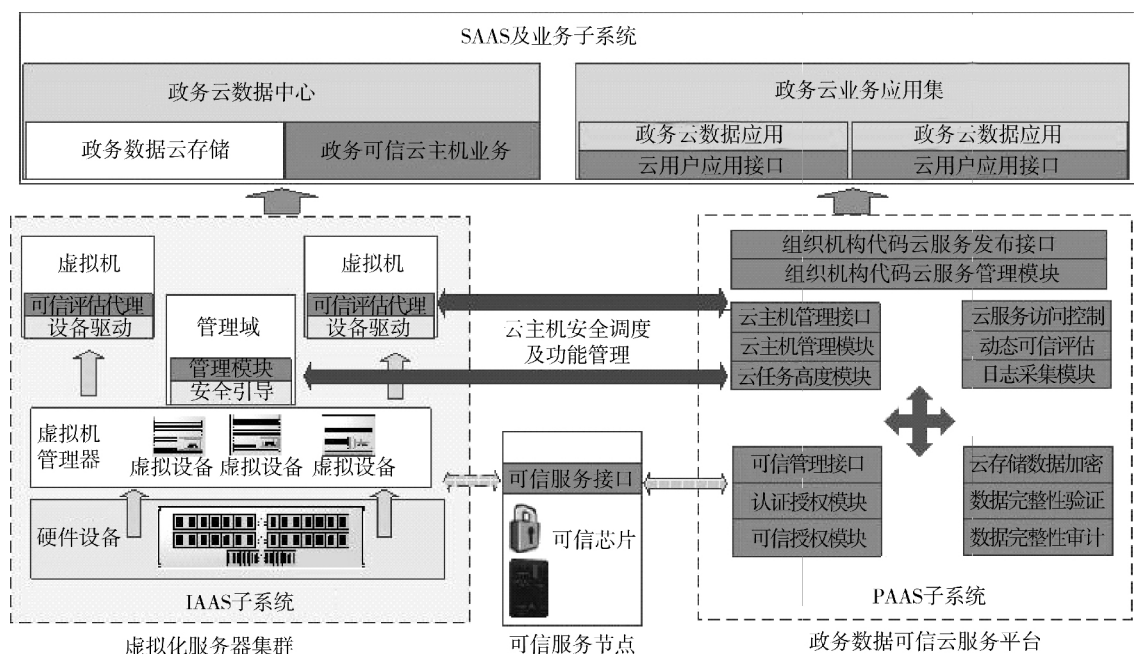 SAAS及业务子系统
政务云数据中心
政务数据云存储
政务可信云主机业务
政务云业务应用集
政务云数据应用
云用户应用接口
政务云数据应用
云用户应用接口
虚拟机
可信评估代理
设备驱动
管理域
管理模块
安全引导
虚拟机
可信评估代理
设备驱动
虚拟机
管理器
虚拟设备
虚拟设备
虚拟设备
硬件设备
IAAS子系统
虚拟化服务器集群
云主机安全调度
及功能管理
可信服务接口
可信芯片
可信服务节点
组织机构代码云服务发布接口
组织机构代码云服务管理模块
云主机管理接口
云主机管理模块
云任务高度模块
云服务访问控制
动态可信评估
日志采集模块
可信管理接口
认证授权模块
可信授权模块
云存储数据加密
数据完整性验证
数据完整性审计
PAAS子系统
政务数据可信云服务平台